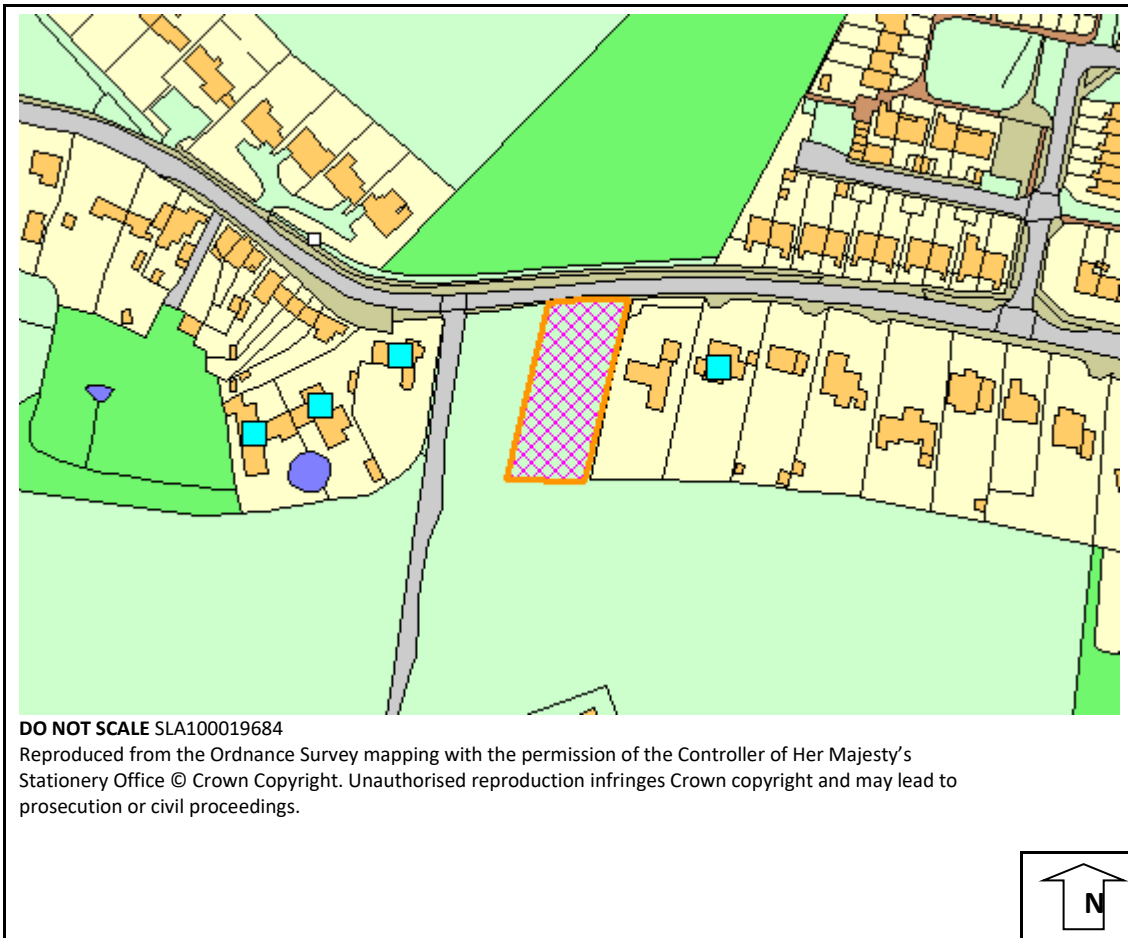 DO NOT SCALE SLA100019684
Reproduced from the Ordnance Survey mapping with the permission of the Controller of Her Majesty’s
Stationery Office © Crown Copyright. Unauthorised reproduction infringes Crown copyright and may lead to
prosecution or civil proceedings.
N